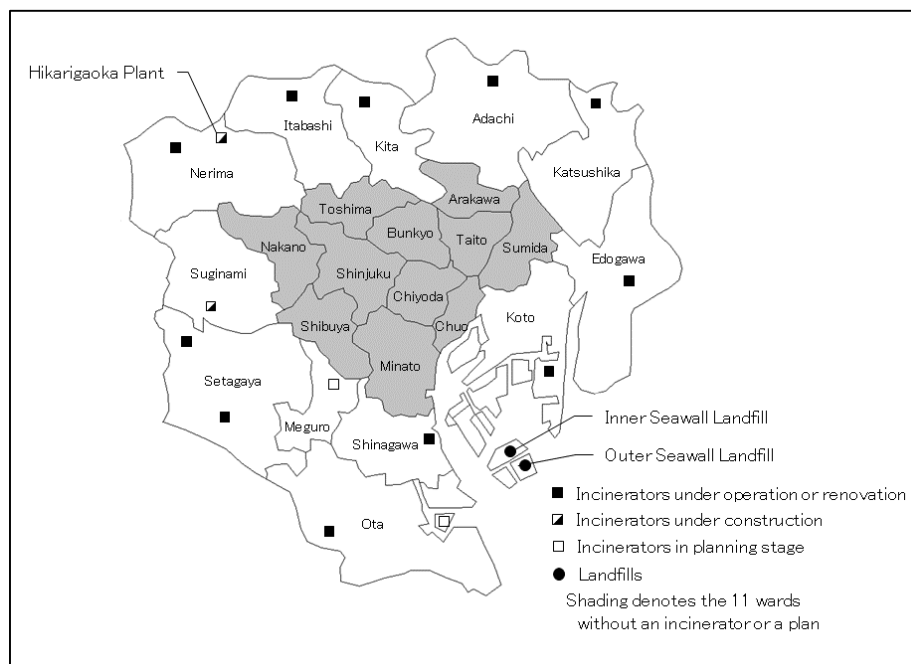 Hikarigaoka Plant
Itabashi
Kita
Adachi
Nerima
Katsushika
Toshima
Arakawa
Bunkyo
Taito
Sumida
Nakano
Shinjuku
Edogawa
Suginami
Chiyoda
Koto
Shibuya
Chuo
Minato
Setagaya
Meguro
Shinagawa
Inner Seawall Landfill
Outer Seawall Landfill
Ota
Incinerators under operation or renovation
Incinerators under construction
Incinerators in planning stage
Landfills
Shading denotes the 11 wards
without an incinerator or a plan